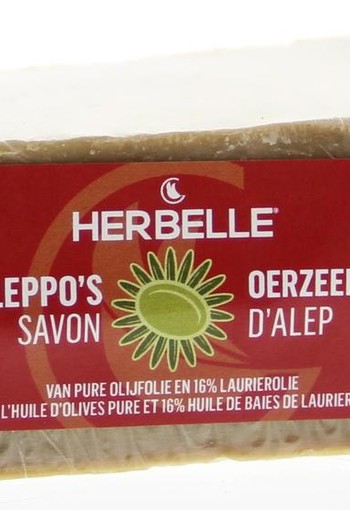 HERBELLE®
LEPPO'S OERZEE
SAVON D'ALEP
VAN PURE OLIJFOLIE EN 16% LAURIEROLIE
L'HUILE D'OLIVES PURE ET 16% HUILE DE BAIES DE LAURIER